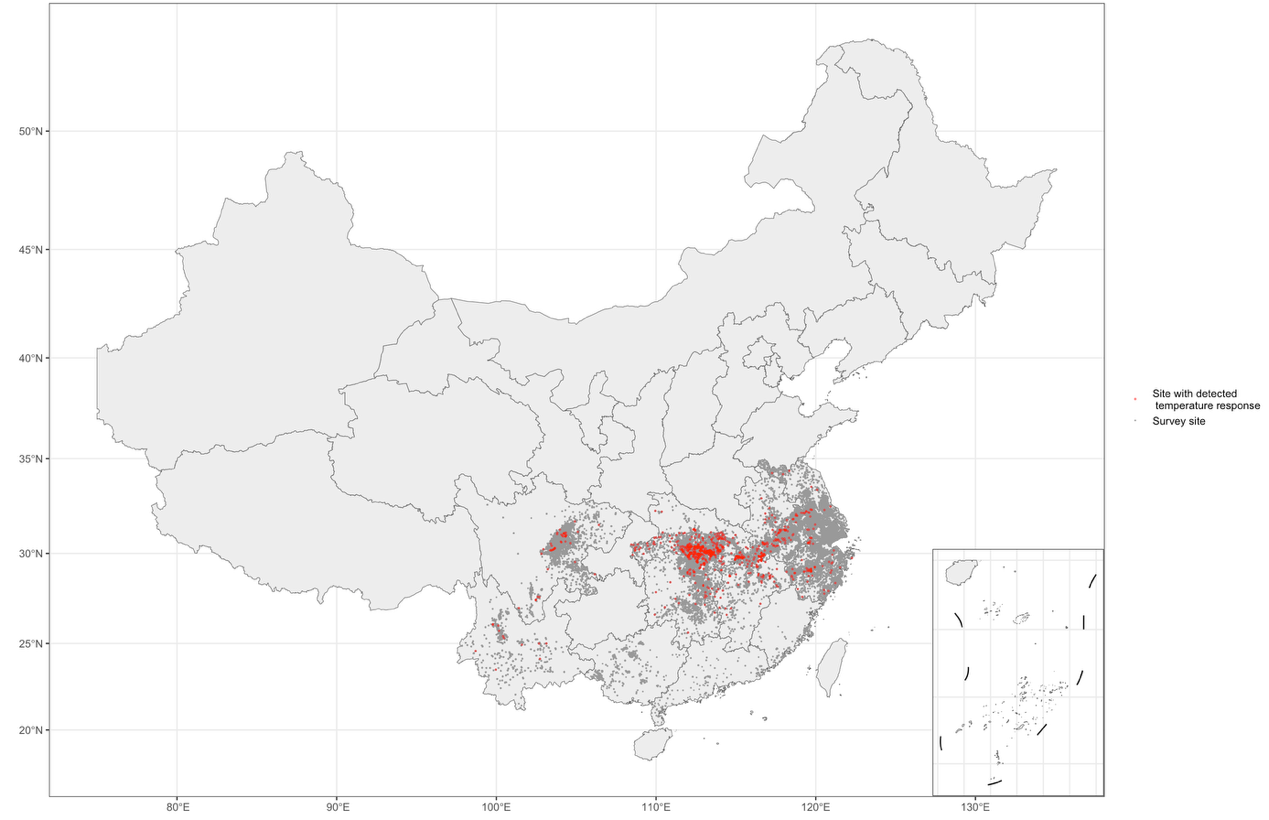 50°N
45°N
40°N
35°N
30°N
25°N
20°N
80°E
90°E
100°E
110°E
120°E
130°E
Site with detected
temperature response
Survey site